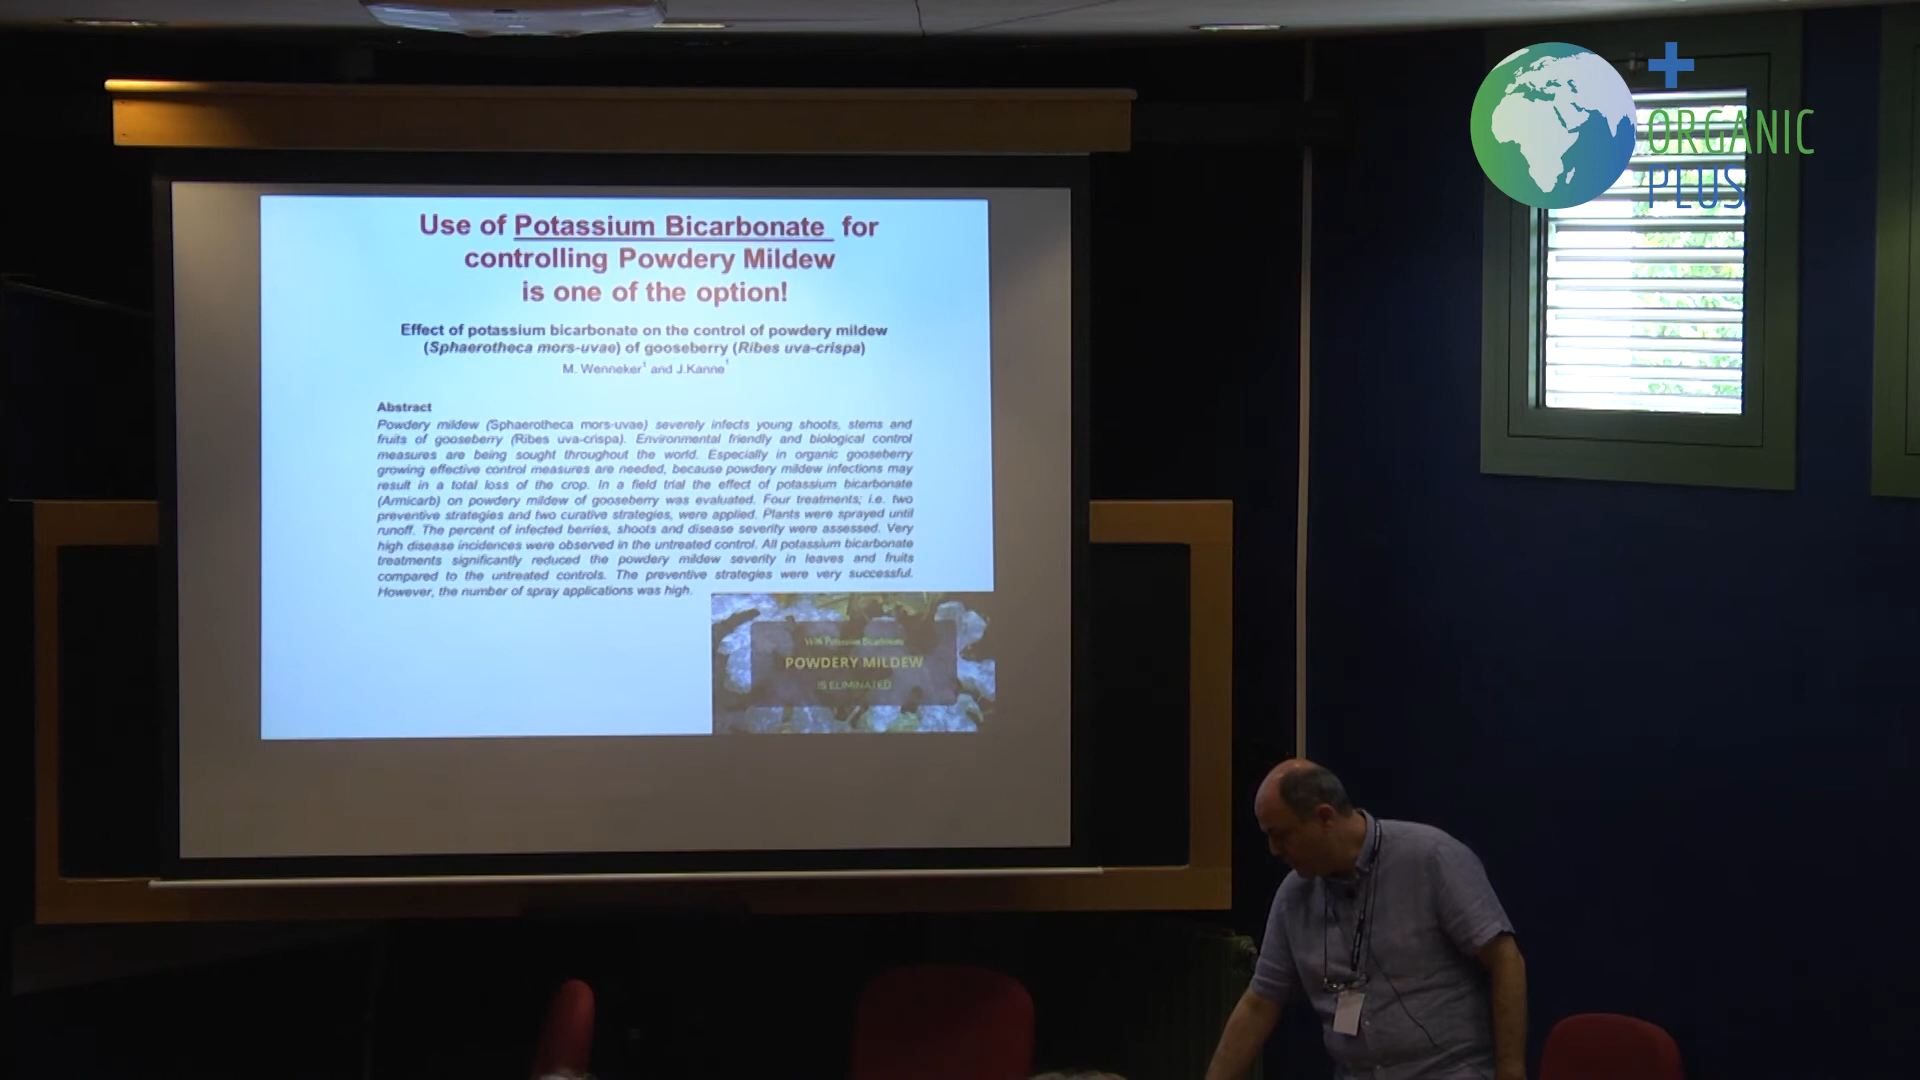 Use of Potassium Bicarbonate for
controlling Powdery Mildew
is one of the option!
Effect of potassium bicarbonate on the control of powdery mildew
(Sphaerotheca mors-uvae) of gooseberry (Ribes uva-crispa)
M. Wenneker1 and J.Kanne1
Abstract
Powdery mildew (Sphaerotheca mors-uvae) severely infects young shoots, stems and
fruits of gooseberry (Ribes uva-crispa). Environmental friendly and biological control
measures are being sought throughout the world. Especially in organic gooseberry
growing effective control measures are needed, because powdery mildew infections may
result in a total loss of the crop. In a field trial the effect of potassium bicarbonate
(Armicarb) on powdery mildew of gooseberry was evaluated. Four treatments; i.e. two
preventive strategies and two curative strategies, were applied. Plants were sprayed until
runoff. The percent of infected berries, shoots and disease severity were assessed. Very
high disease incidences were observed in the untreated control. All potassium bicarbonate
treatments significantly reduced the powdery mildew severity in leaves and fruits
compared to the untreated controls. The preventive strategies were very successful.
However, the number of spray applications was high.
Potassium Bicarbonate
POWDERY MILDEW
IS ELIMINATED
+
ORGANIC
PLUS